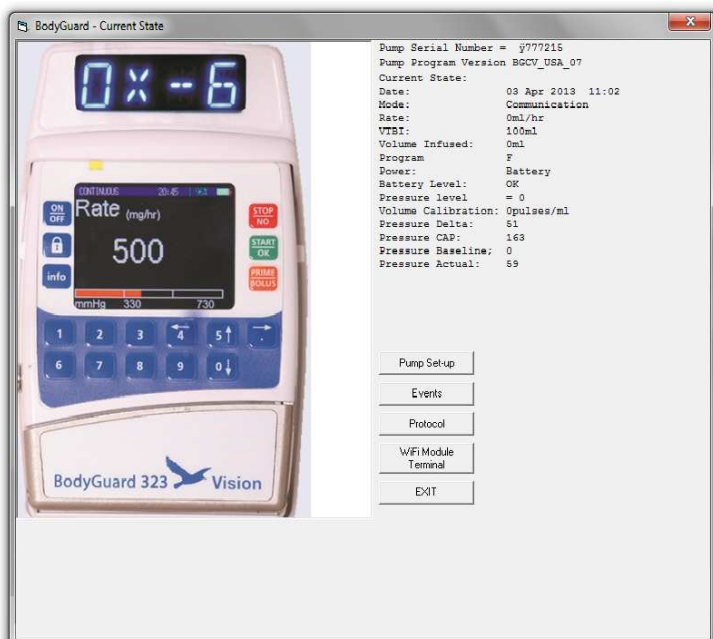 BodyGuard - Current State
0x-6
CONTINUOUS 20:45
Rate (mg/hr)
500
mmHg 330 730
ON
OFF
info
STOP
NO
START
OK
PRIME
BOLUS
1 2 3 4 5 .
6 7 8 9 0
BodyGuard 323 Vision
Pump Serial Number = ÿ777215
Pump Program Version BGCV_USA_07
Current State:
Date: 03 Apr 2013 11:02
Mode: Communication
Rate: 0ml/hr
VTBI: 100ml
Volume Infused: 0ml
Program F
Power: Battery
Battery Level: OK
Pressure level = 0
Volume Calibration: 0pulses/ml
Pressure Delta: 51
Pressure CAP: 163
Pressure Baseline; 0
Pressure Actual: 59
Pump Set-up
Events
Protocol
WiFi Module
Terminal
EXIT